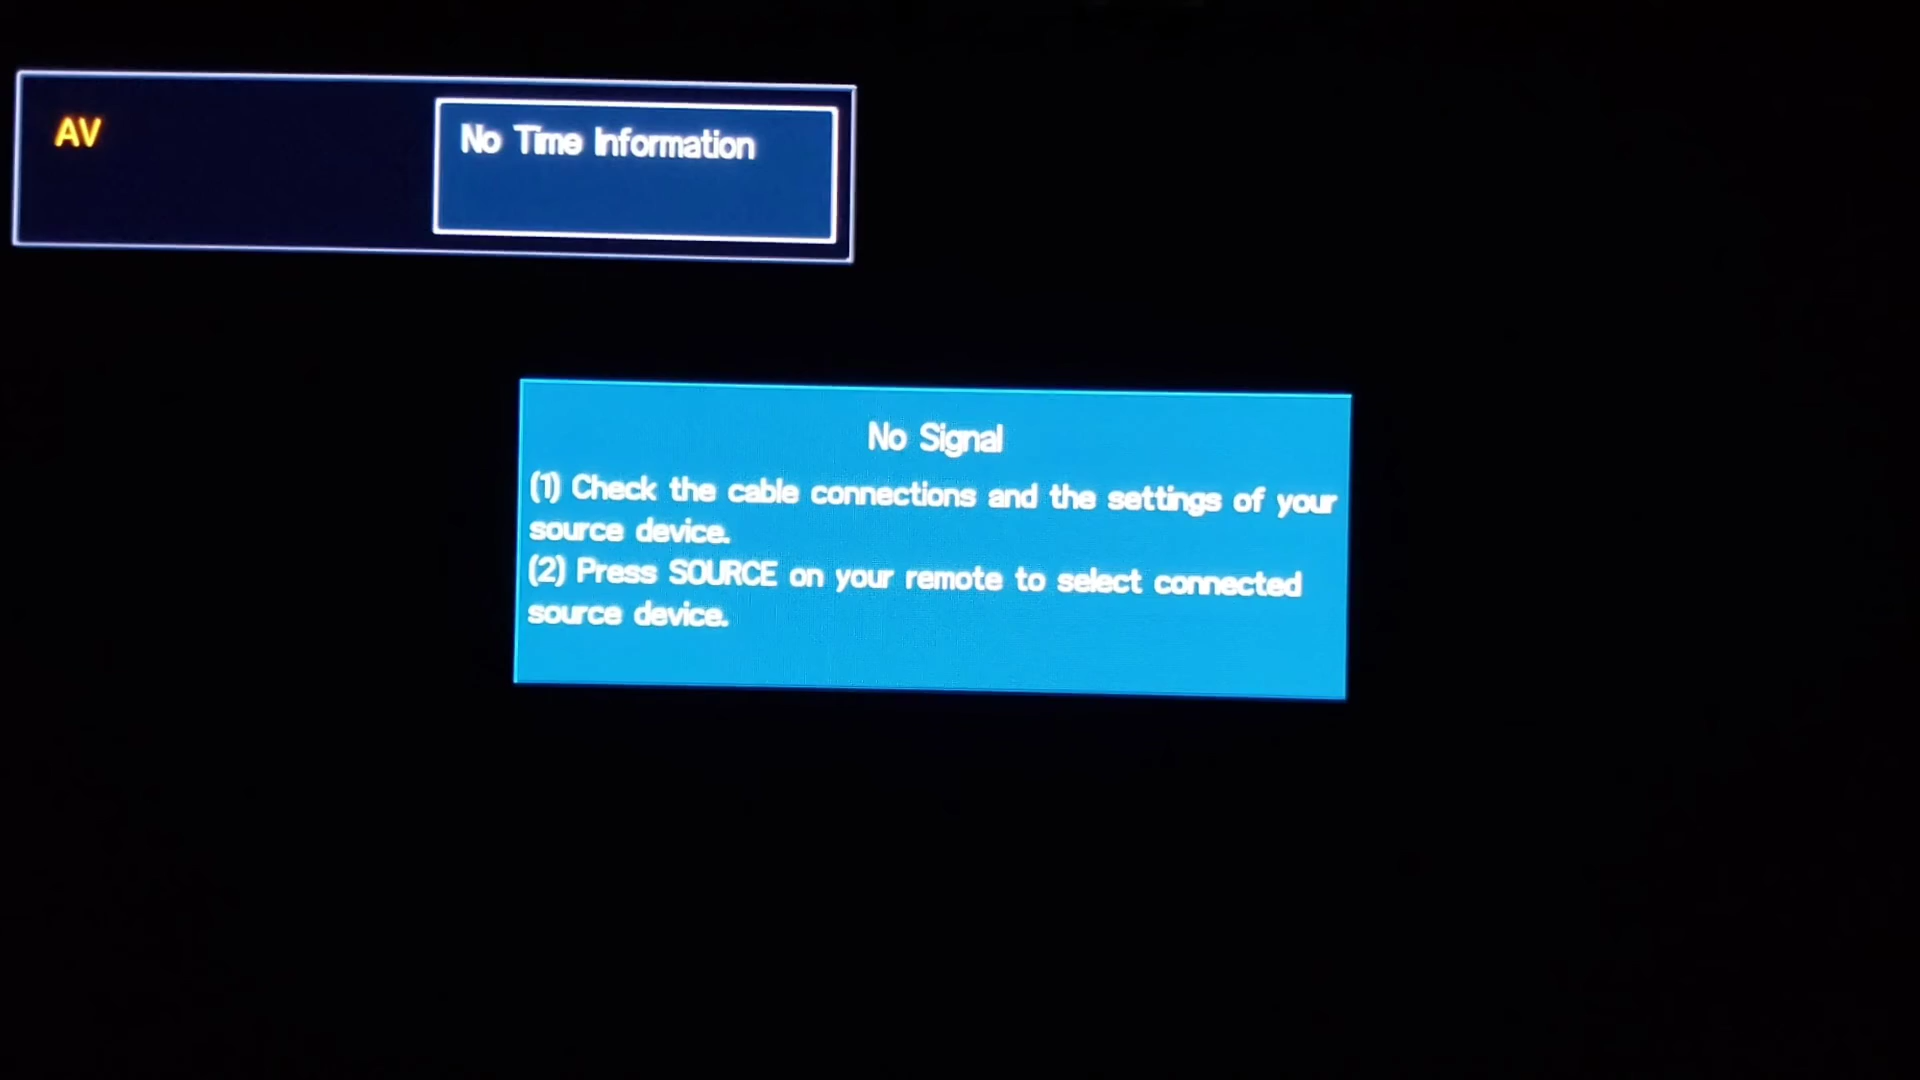 AV
No Time Information
No Signal
(1) Check the cable connections and the settings of your
source device.
(2) Press SOURCE on your remote to select connected
source device.